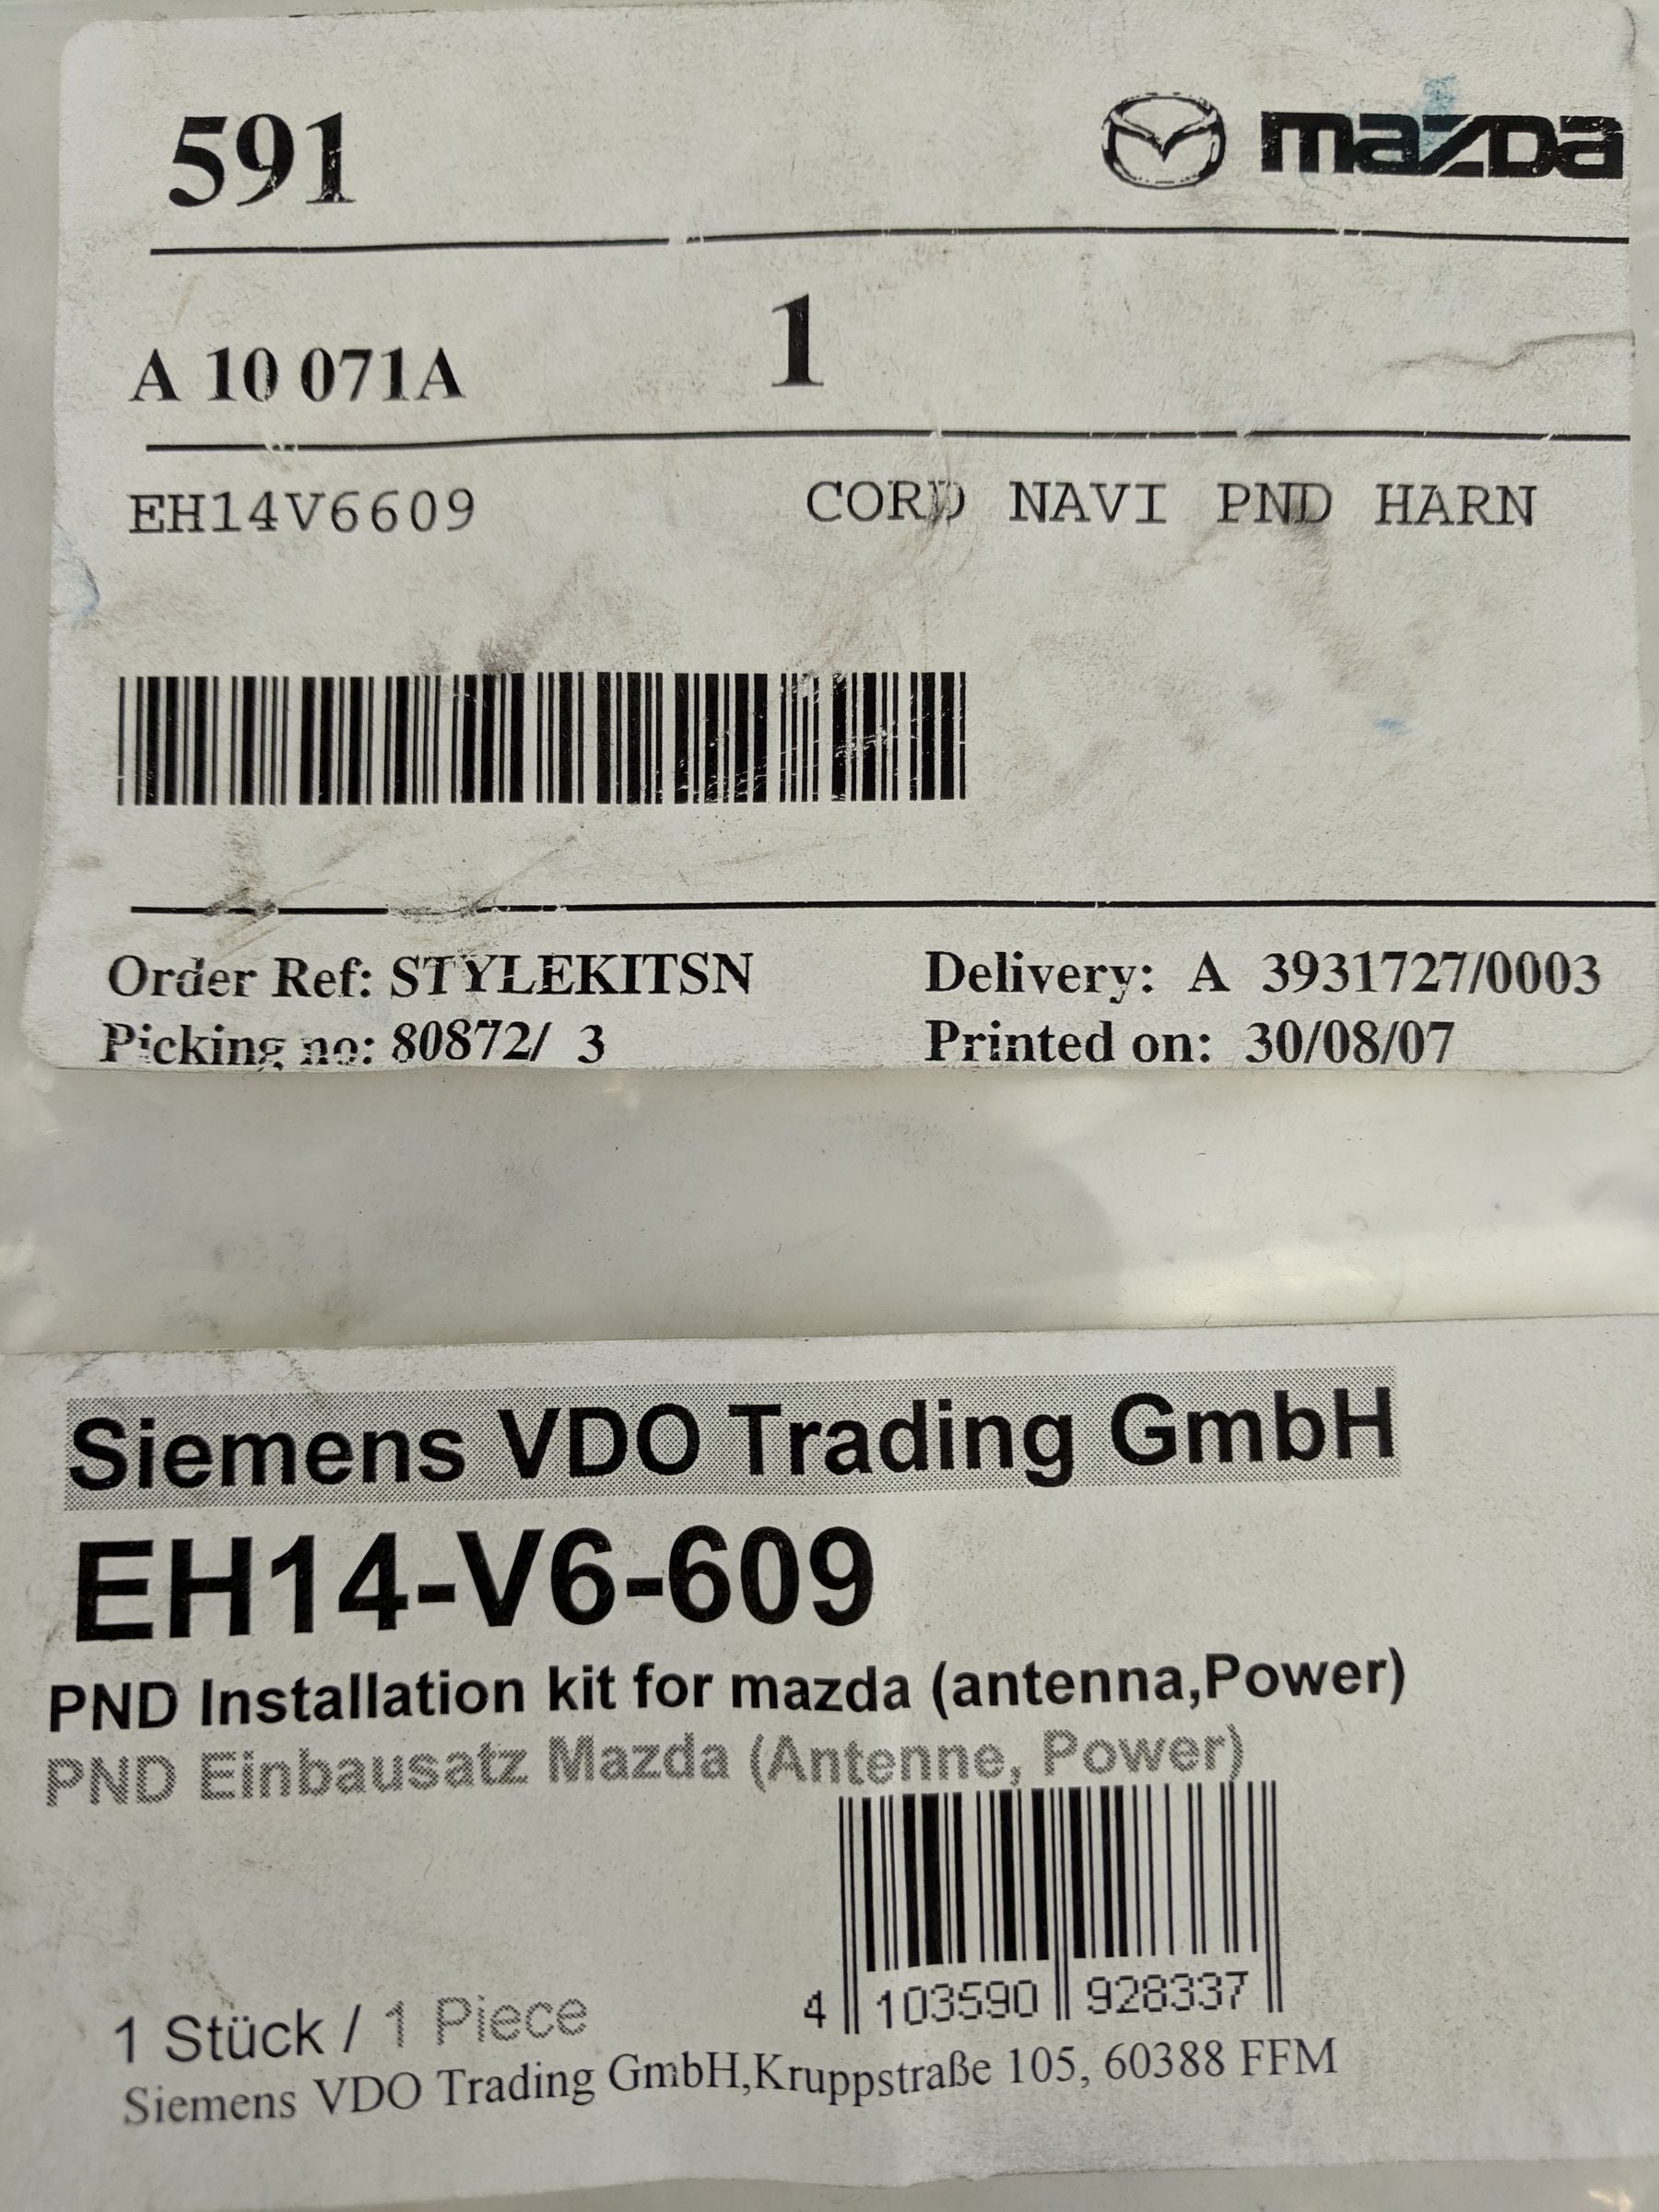 591 mazda
A 10 071A 1
EH14V6609 CORD NAVI PND HARN
Order Ref: STYLEKITSN Delivery: A 3931727/0003
Picking no: 80872/ 3 Printed on: 30/08/07
Siemens VDO Trading GmbH
EH14-V6-609
PND Installation kit for mazda (antenna,Power)
PND Einbausatz Mazda (Antenne, Power)
4 103590 928337
1 Stück / 1 Piece
Siemens VDO Trading GmbH,Kruppstraße 105, 60388 FFM